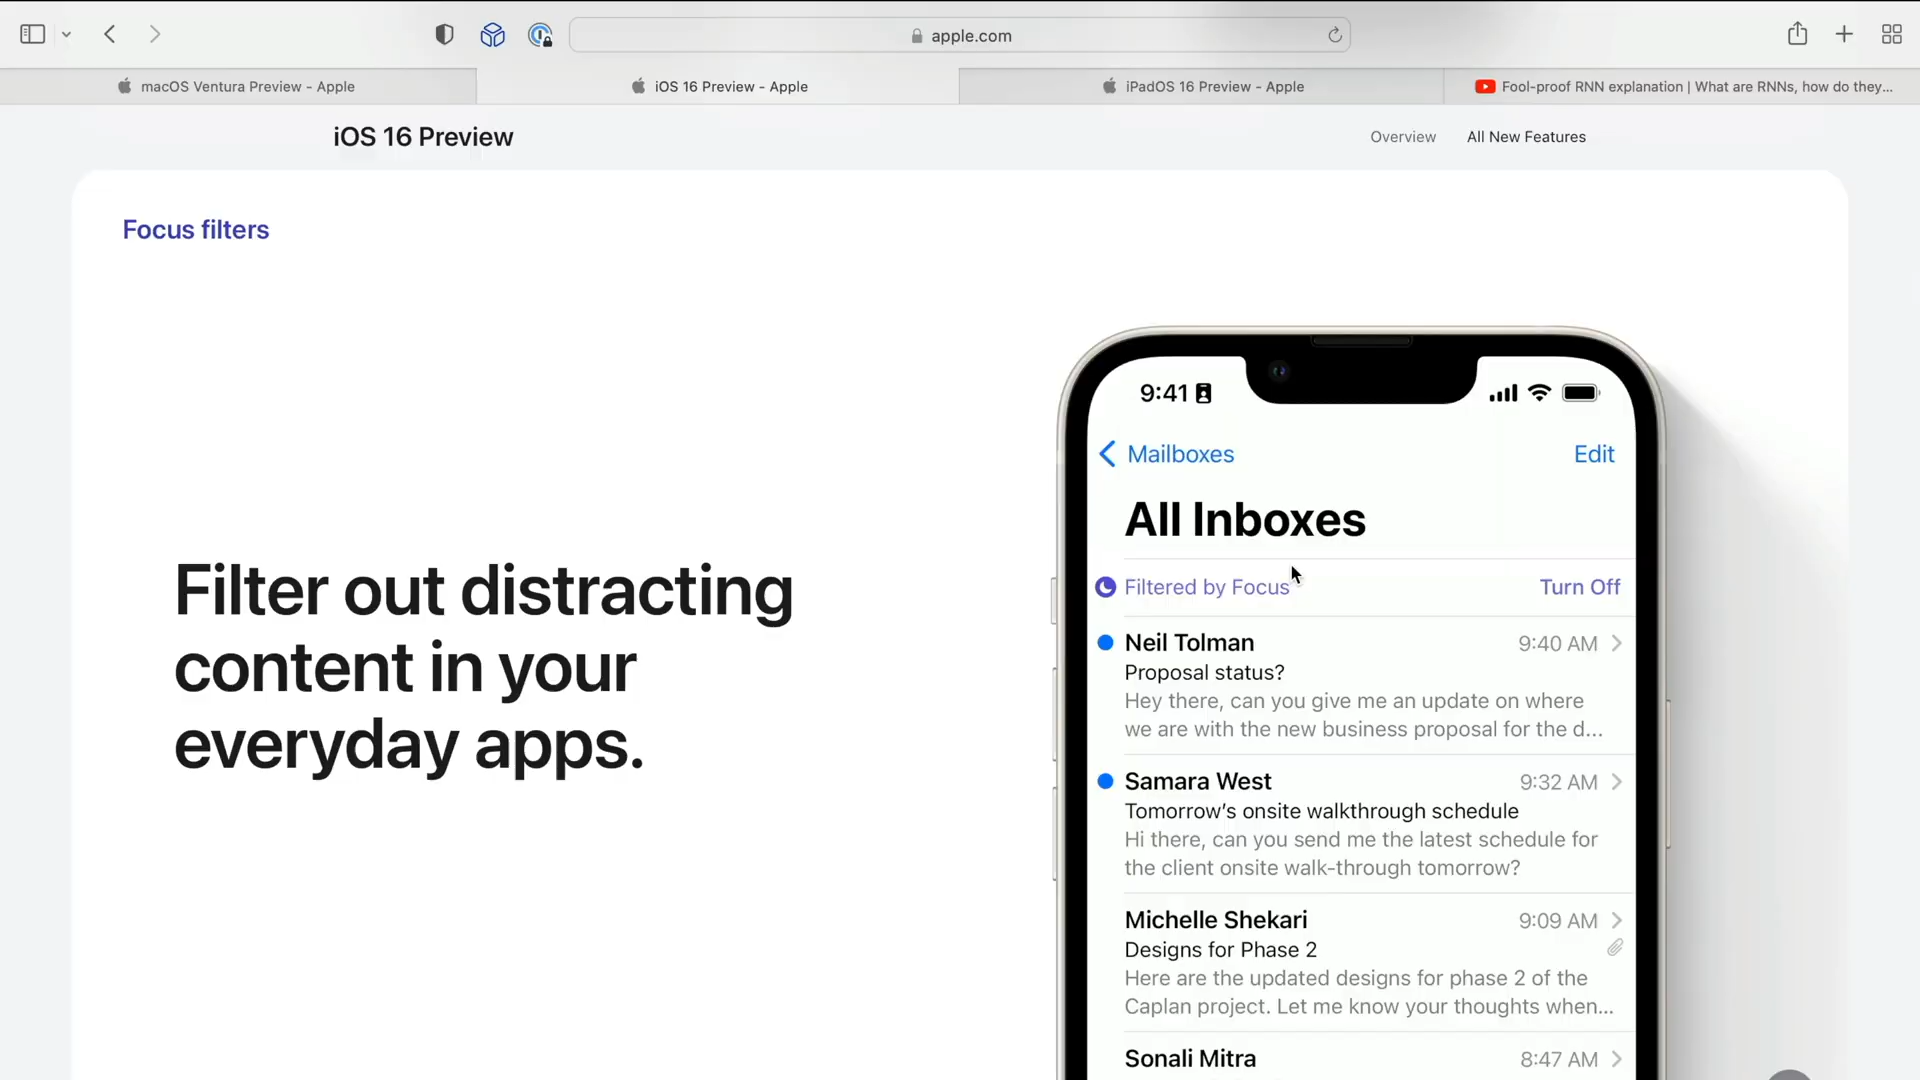 apple.com
macOS Ventura Preview - Apple
iOS 16 Preview - Apple
iPadOS 16 Preview - Apple
Fool-proof RNN explanation | What are RNNs, how do they...
iOS 16 Preview
Overview
All New Features
Focus filters
Filter out distracting
content in your
everyday apps.
9:41
Mailboxes
Edit
All Inboxes
Filtered by Focus
Turn Off
Neil Tolman
9:40 AM
Proposal status?
Hey there, can you give me an update on where
we are with the new business proposal for the d...
Samara West
9:32 AM
Tomorrow's onsite walkthrough schedule
Hi there, can you send me the latest schedule for
the client onsite walk-through tomorrow?
Michelle Shekari
9:09 AM
Designs for Phase 2
Here are the updated designs for phase 2 of the
Caplan project. Let me know your thoughts when...
Sonali Mitra
8:47 AM